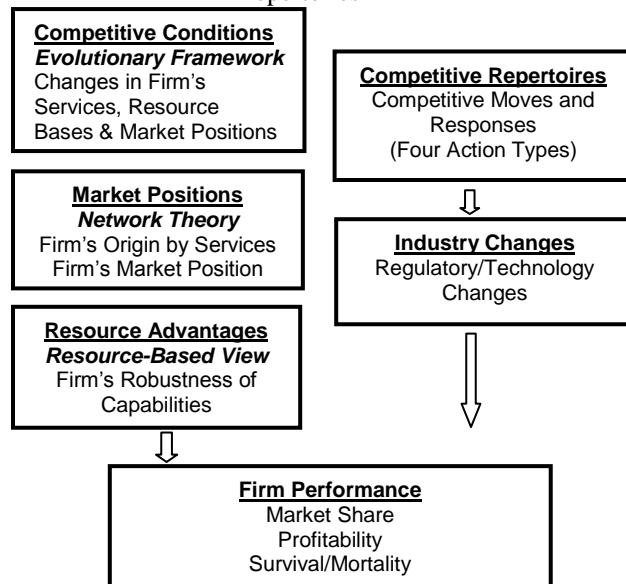 Competitive Conditions
Evolutionary Framework
Changes in Firm's
Services, Resource
Bases & Market Positions
Competitive Repertoires
Competitive Moves and
Responses
(Four Action Types)
Market Positions
Network Theory
Firm's Origin by Services
Firm's Market Position
Industry Changes
Regulatory/Technology
Changes
Resource Advantages
Resource-Based View
Firm's Robustness of
Capabilities
Firm Performance
Market Share
Profitability
Survival/Mortality